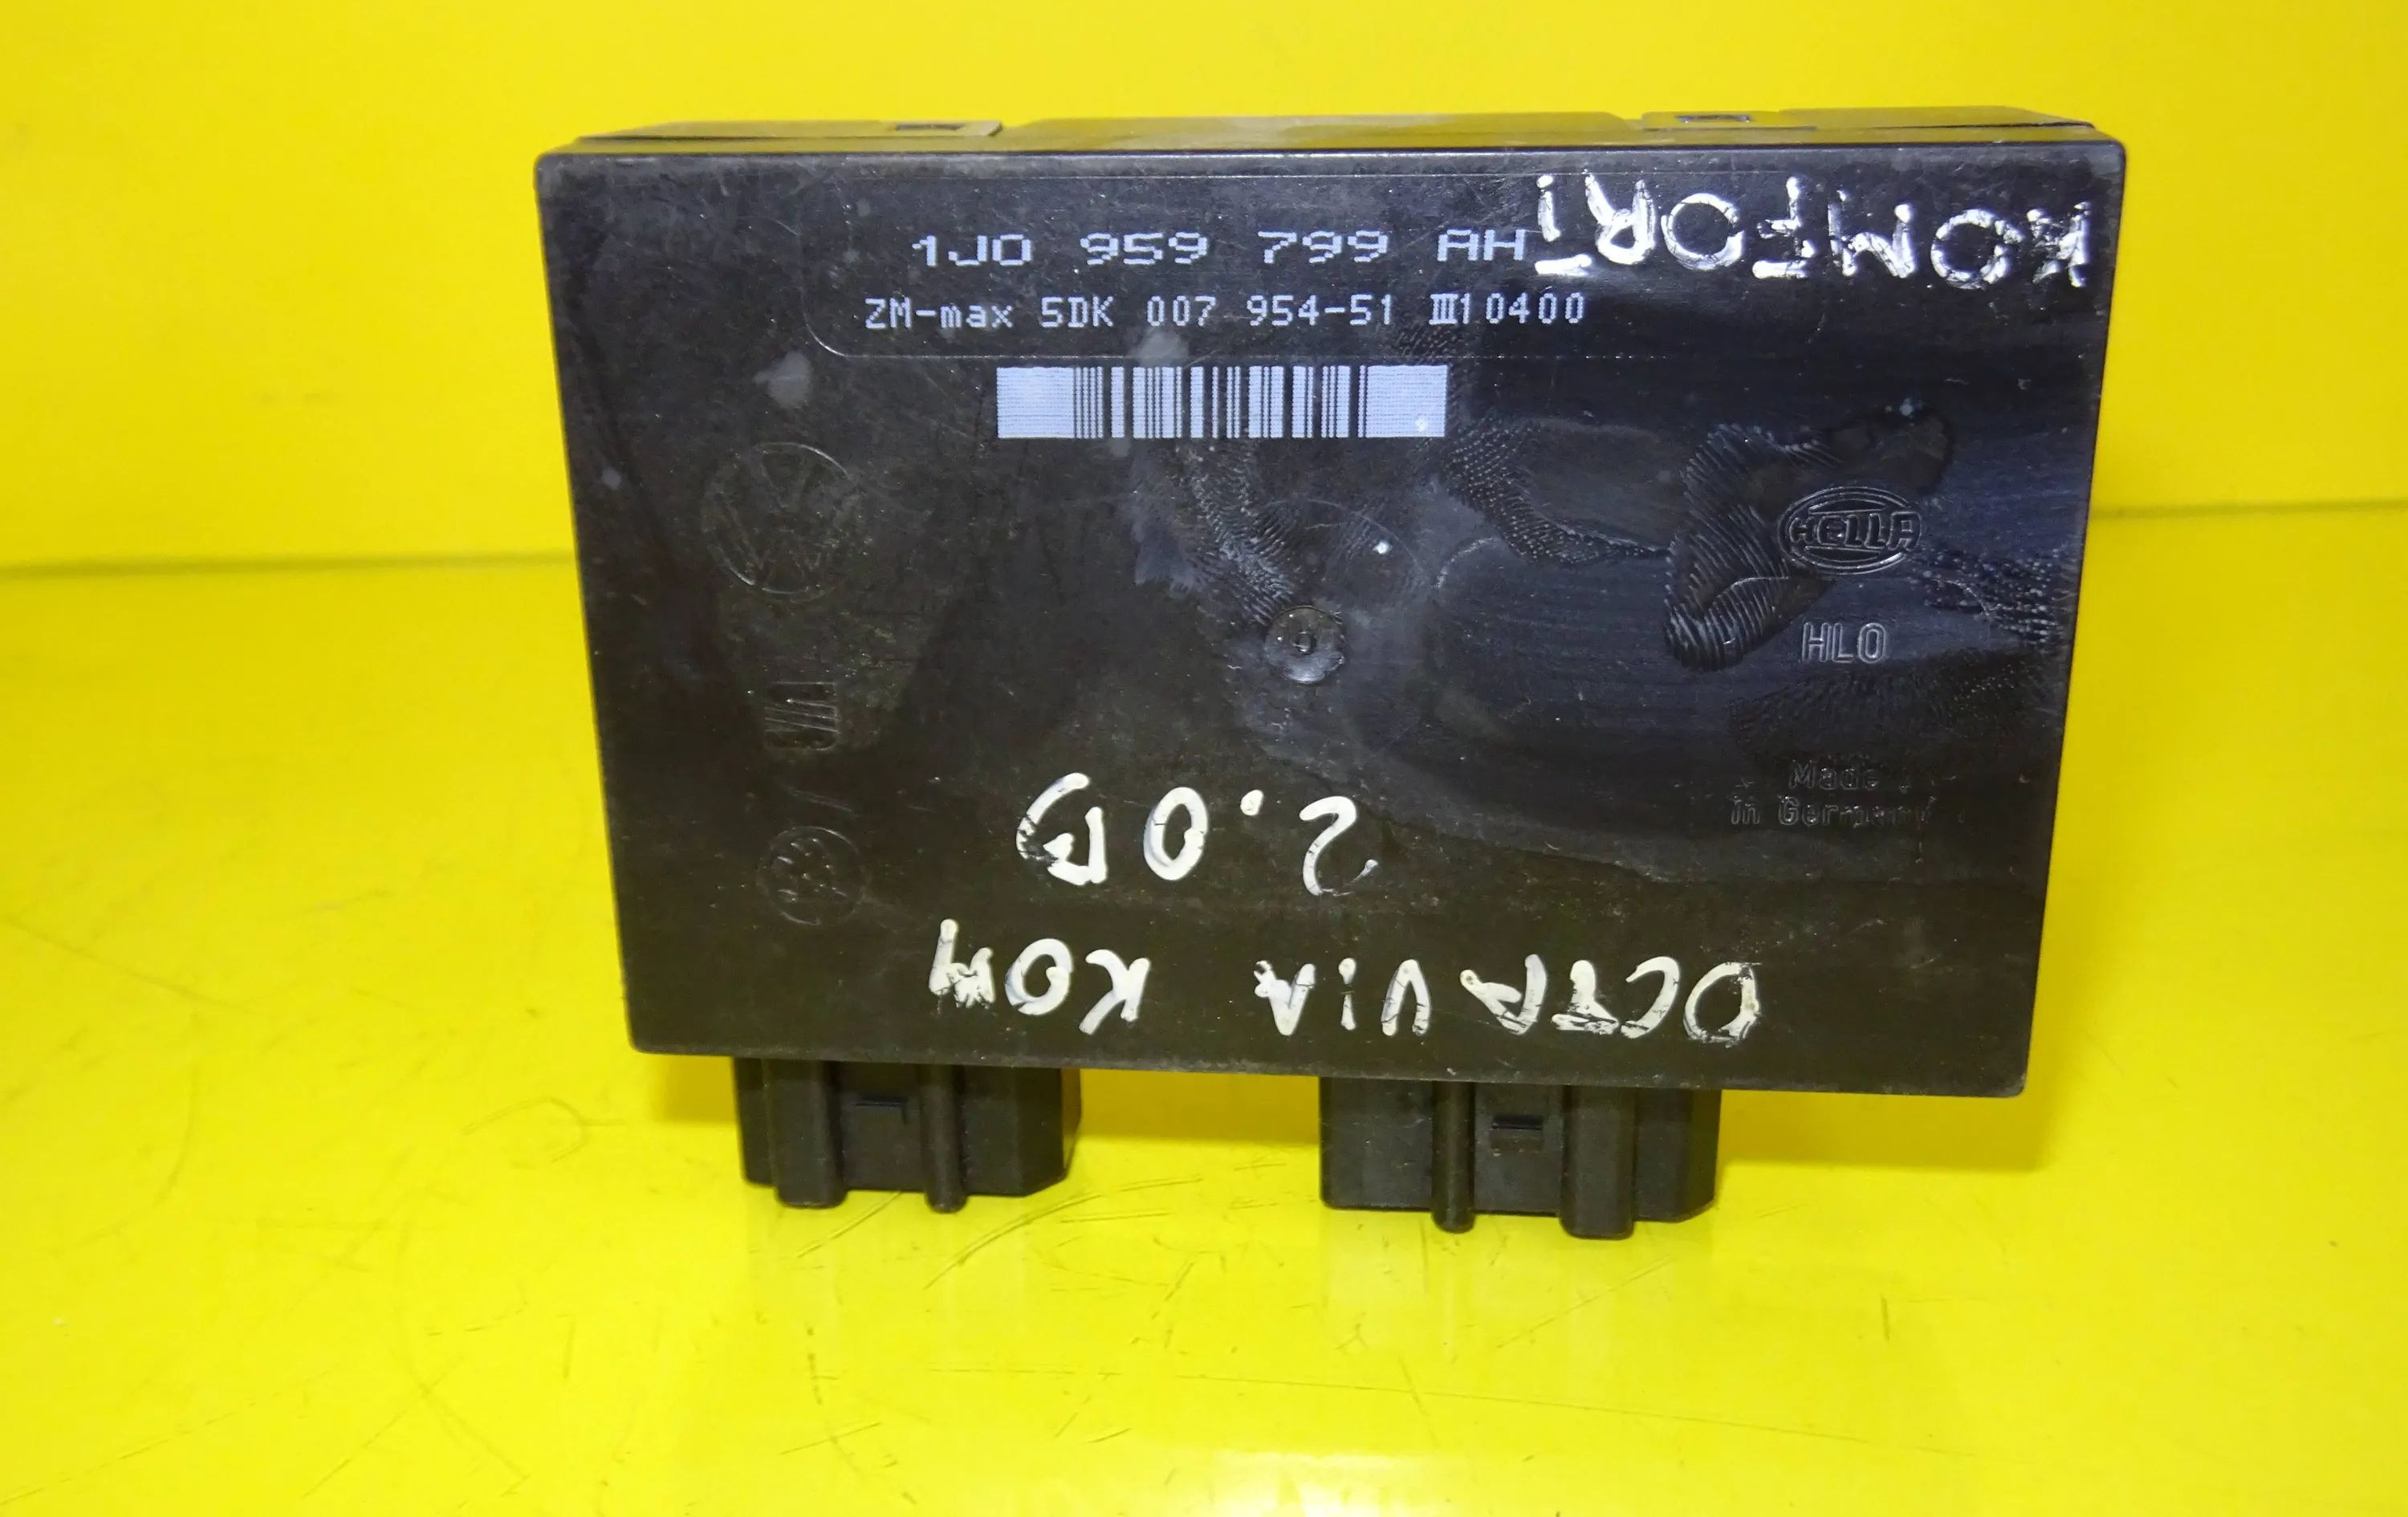 1J0 959 799 AH
KOMFORT
ZM-max 5DK 007 954-51 III10400
HELLA
HLO
Made
in Germany
OCTAVIA KOM
2.0B